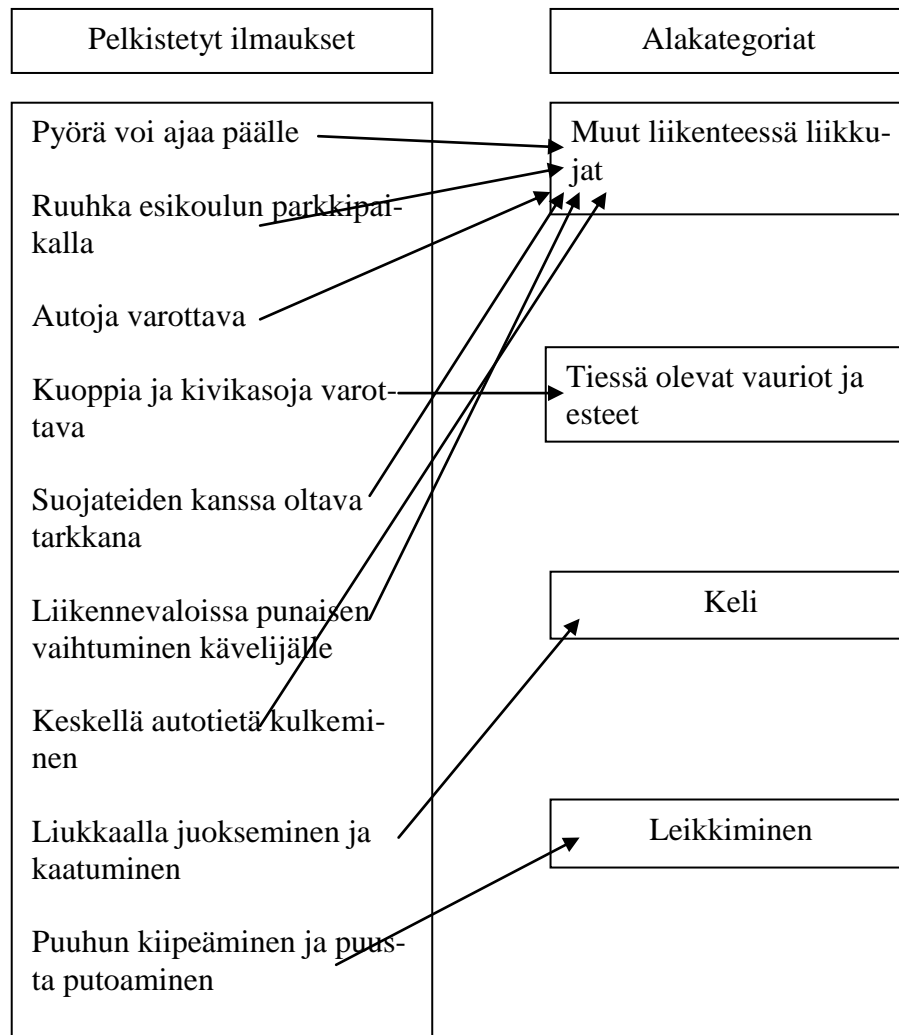 Pelkistetyt ilmaukset
Alakategoriat
Pyörä voi ajaa päälle
Ruuhka esikoulun parkkipai-
kalla
Autoja varottava
Kuoppia ja kivikasoja varot-
tava
Suojateiden kanssa oltava
tarkkana
Liikennevaloissa punaisen
vaihtuminen kävelijälle
Keskellä autotietä kulkemi-
nen
Liukkaalla juokseminen ja
kaatuminen
Puuhun kiipeäminen ja puus-
ta putoaminen
Muut liikenteessä liikku-
jat
Tiessä olevat vauriot ja
esteet
Keli
Leikkiminen